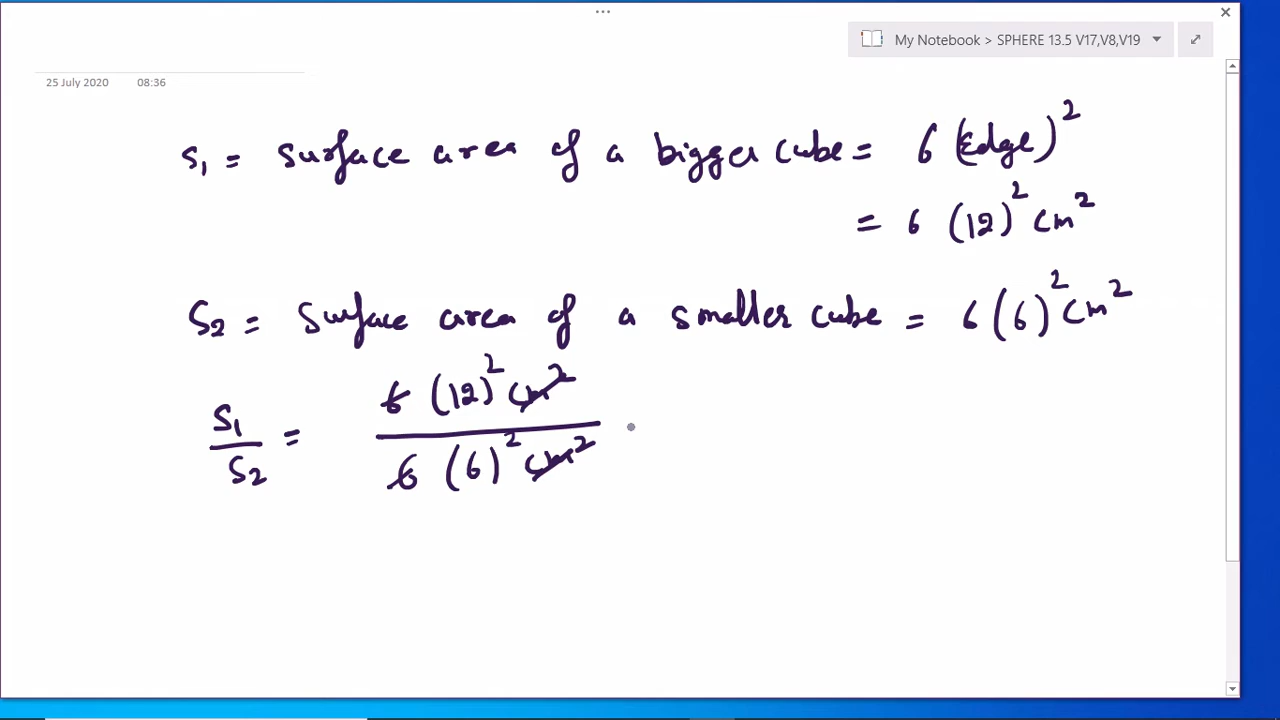 My Notebook > SPHERE 13.5 V17,V8,V19
25 July 2020 08:36
S₁ = surface area of a bigger cube = 6 (Edge)²
= 6 (12)² cm²
S₂ = Surface area of a smaller cube = 6 (6)² cm²
S₁/S₂ = 6 (12)² cm² / 6 (6)² cm²